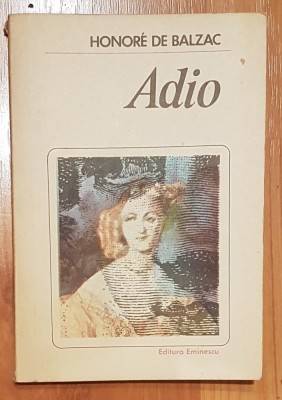 HONORÉ DE BALZAC
Adio
Editura Eminescu